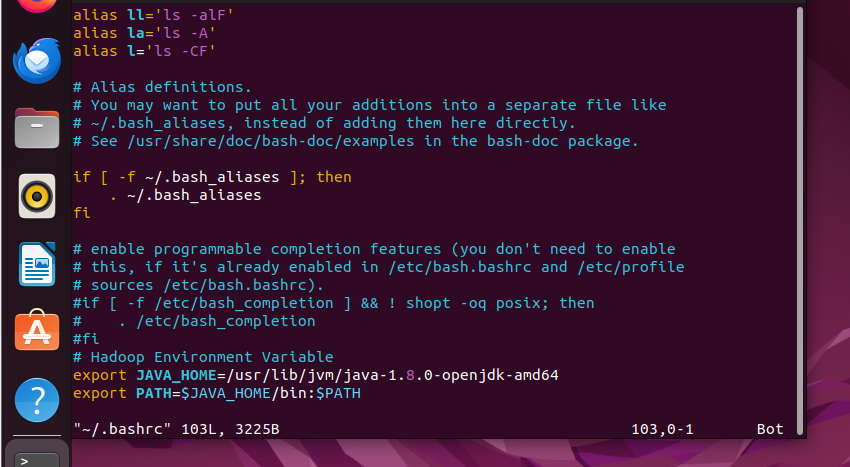 alias ll='ls -alF'
alias la='ls -A'
alias l='ls -CF'

# Alias definitions.
# You may want to put all your additions into a separate file like
# ~/.bash_aliases, instead of adding them here directly.
# See /usr/share/doc/bash-doc/examples in the bash-doc package.

if [ -f ~/.bash_aliases ]; then
    . ~/.bash_aliases
fi

# enable programmable completion features (you don't need to enable
# this, if it's already enabled in /etc/bash.bashrc and /etc/profile
# sources /etc/bash.bashrc).
#if [ -f /etc/bash_completion ] && ! shopt -oq posix; then
#    . /etc/bash_completion
#fi
# Hadoop Environment Variable
export JAVA_HOME=/usr/lib/jvm/java-1.8.0-openjdk-amd64
export PATH=$JAVA_HOME/bin:$PATH

"~/.bashrc" 103L, 3225B 103,0-1 Bot